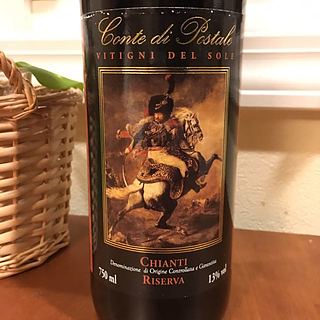 Conte di Postale
VITIGNI DEL SOLE
CHIANTI
Denominazione di Origine Controllata e Garantita
750 ml
RISERVA
13% vol